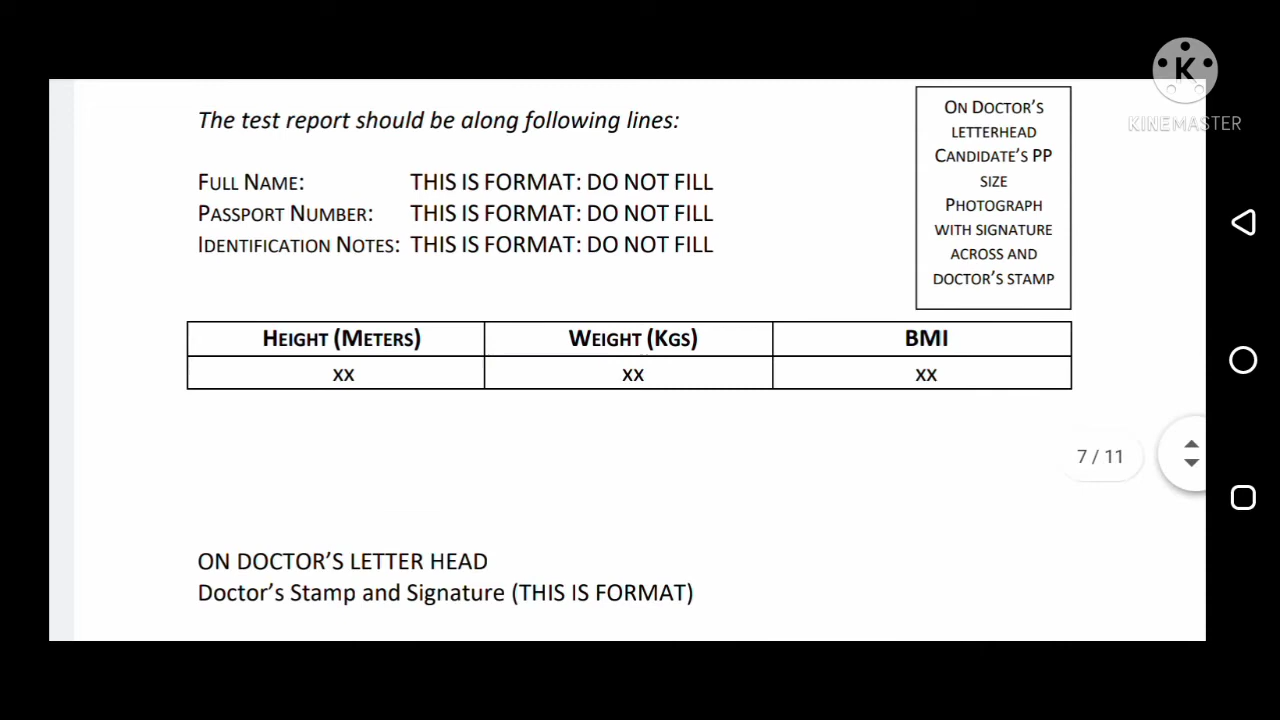 The test report should be along following lines:
FULL NAME: THIS IS FORMAT: DO NOT FILL
PASSPORT NUMBER: THIS IS FORMAT: DO NOT FILL
IDENTIFICATION NOTES: THIS IS FORMAT: DO NOT FILL
ON DOCTOR'S
LETTERHEAD
CANDIDATE'S PP
SIZE
PHOTOGRAPH
WITH SIGNATURE
ACROSS AND
DOCTOR'S STAMP
K
KINEMASTER
HEIGHT (METERS) WEIGHT (KGS) BMI
XX XX XX
7 / 11
ON DOCTOR'S LETTER HEAD
Doctor's Stamp and Signature (THIS IS FORMAT)